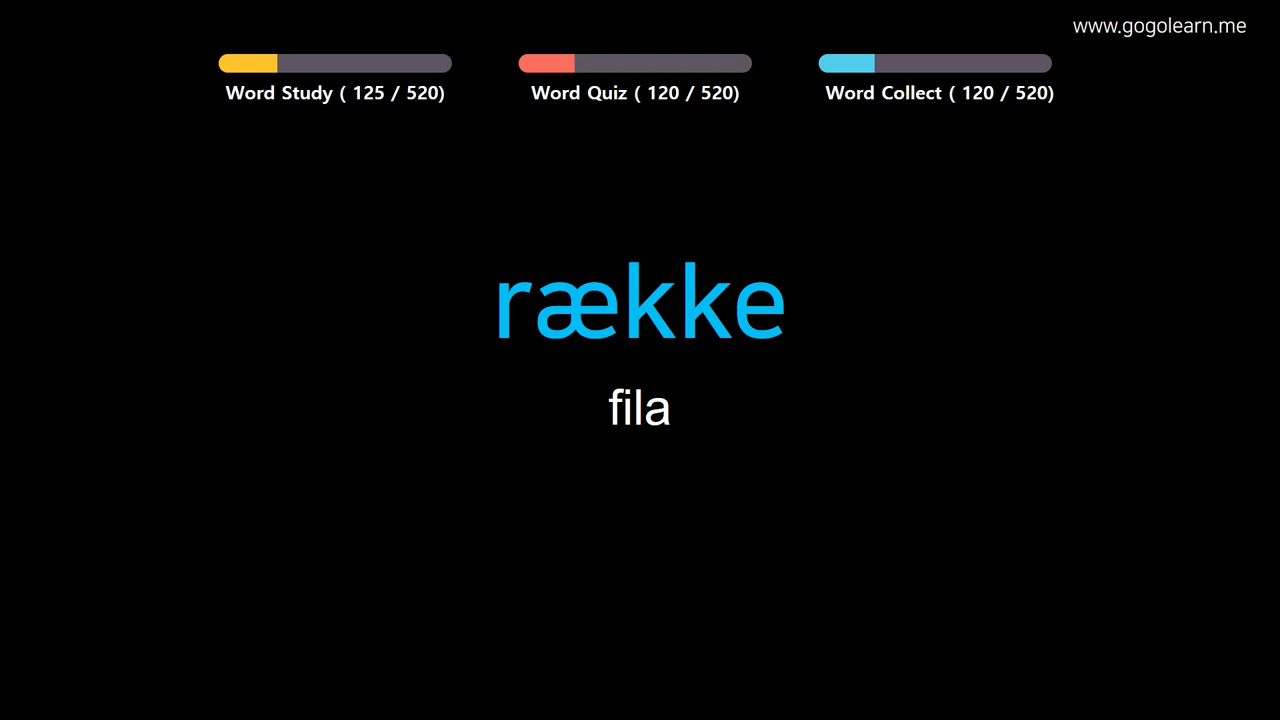 www.gogolearn.me
Word Study ( 125 / 520)
Word Quiz ( 120 / 520)
Word Collect ( 120 / 520)
række
fila